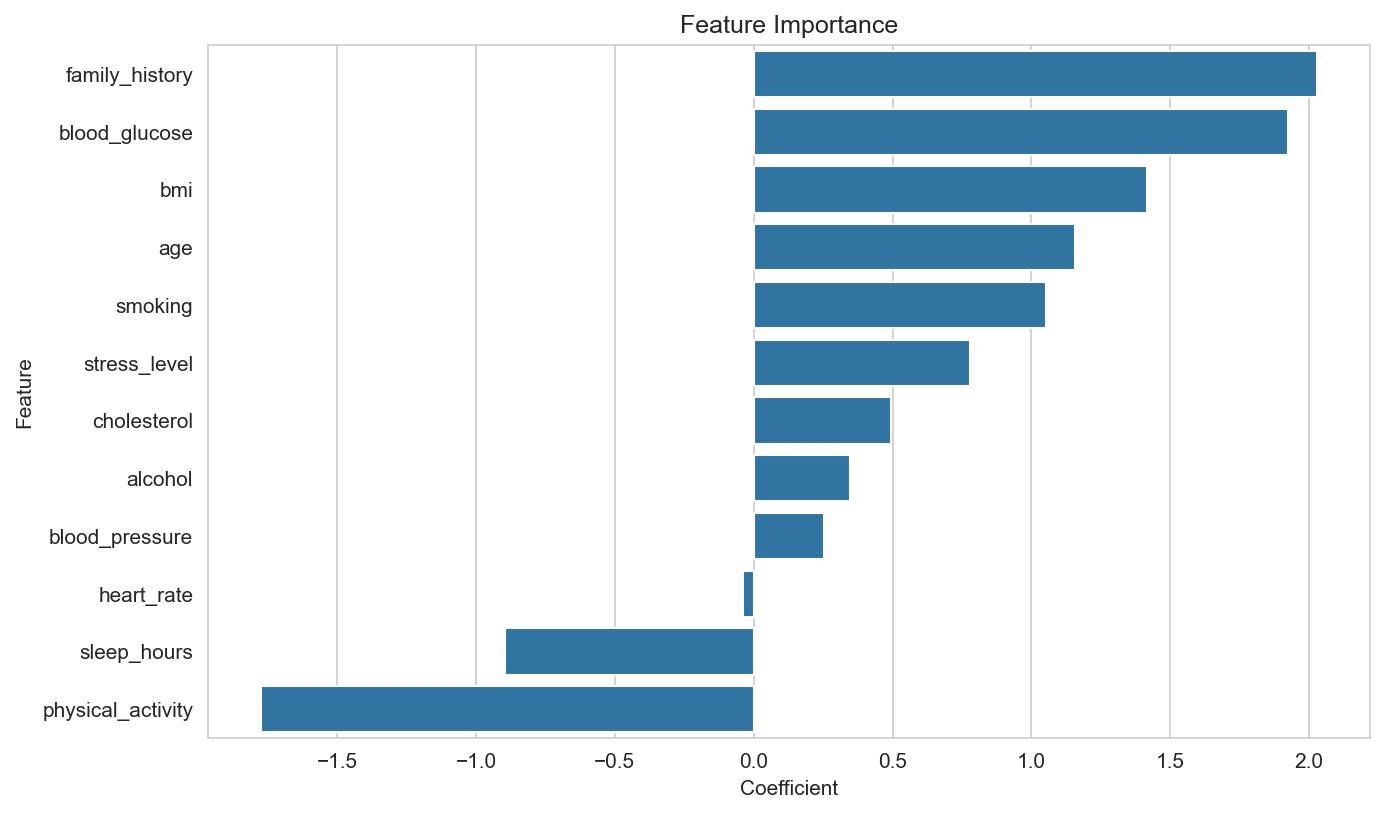 Feature Importance
family_history
blood_glucose
bmi
age
smoking
stress_level
cholesterol
alcohol
blood_pressure
heart_rate
sleep_hours
physical_activity
Feature
−1.5 −1.0 −0.5 0.0 0.5 1.0 1.5 2.0
Coefficient